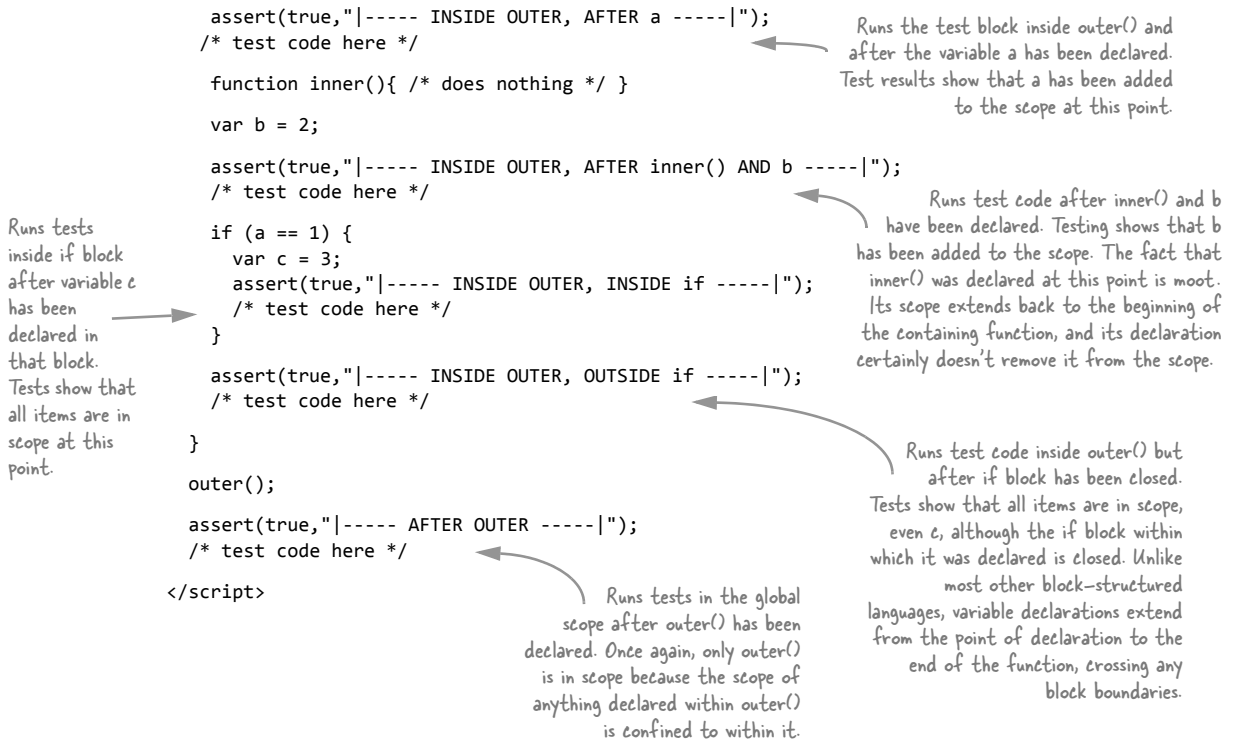 assert(true,"|----- INSIDE OUTER, AFTER a -----|");
/* test code here */
Runs the test block inside outer() and
after the variable a has been declared.
Test results show that a has been added
to the scope at this point.
function inner(){ /* does nothing */ }
var b = 2;
assert(true,"|----- INSIDE OUTER, AFTER inner() AND b -----|");
/* test code here */
Runs test code after inner() and b
have been declared. Testing shows that b
has been added to the scope. The fact that
inner() was declared at this point is moot.
Its scope extends back to the beginning of
the containing function, and its declaration
certainly doesn't remove it from the scope.
Runs tests
inside if block
after variable c
has been
declared in
that block.
Tests show that
all items are in
scope at this
point.
if (a == 1) {
var c = 3;
assert(true,"|----- INSIDE OUTER, INSIDE if -----|");
/* test code here */
}
assert(true,"|----- INSIDE OUTER, OUTSIDE if -----|");
/* test code here */
}
Runs test code inside outer() but
after if block has been closed.
Tests show that all items are in scope,
even c, although the if block within
which it was declared is closed. Unlike
most other block-structured
languages, variable declarations extend
from the point of declaration to the
end of the function, crossing any
block boundaries.
outer();
assert(true,"|----- AFTER OUTER -----|");
/* test code here */
</script>
Runs tests in the global
scope after outer() has been
declared. Once again, only outer()
is in scope because the scope of
anything declared within outer()
is confined to within it.